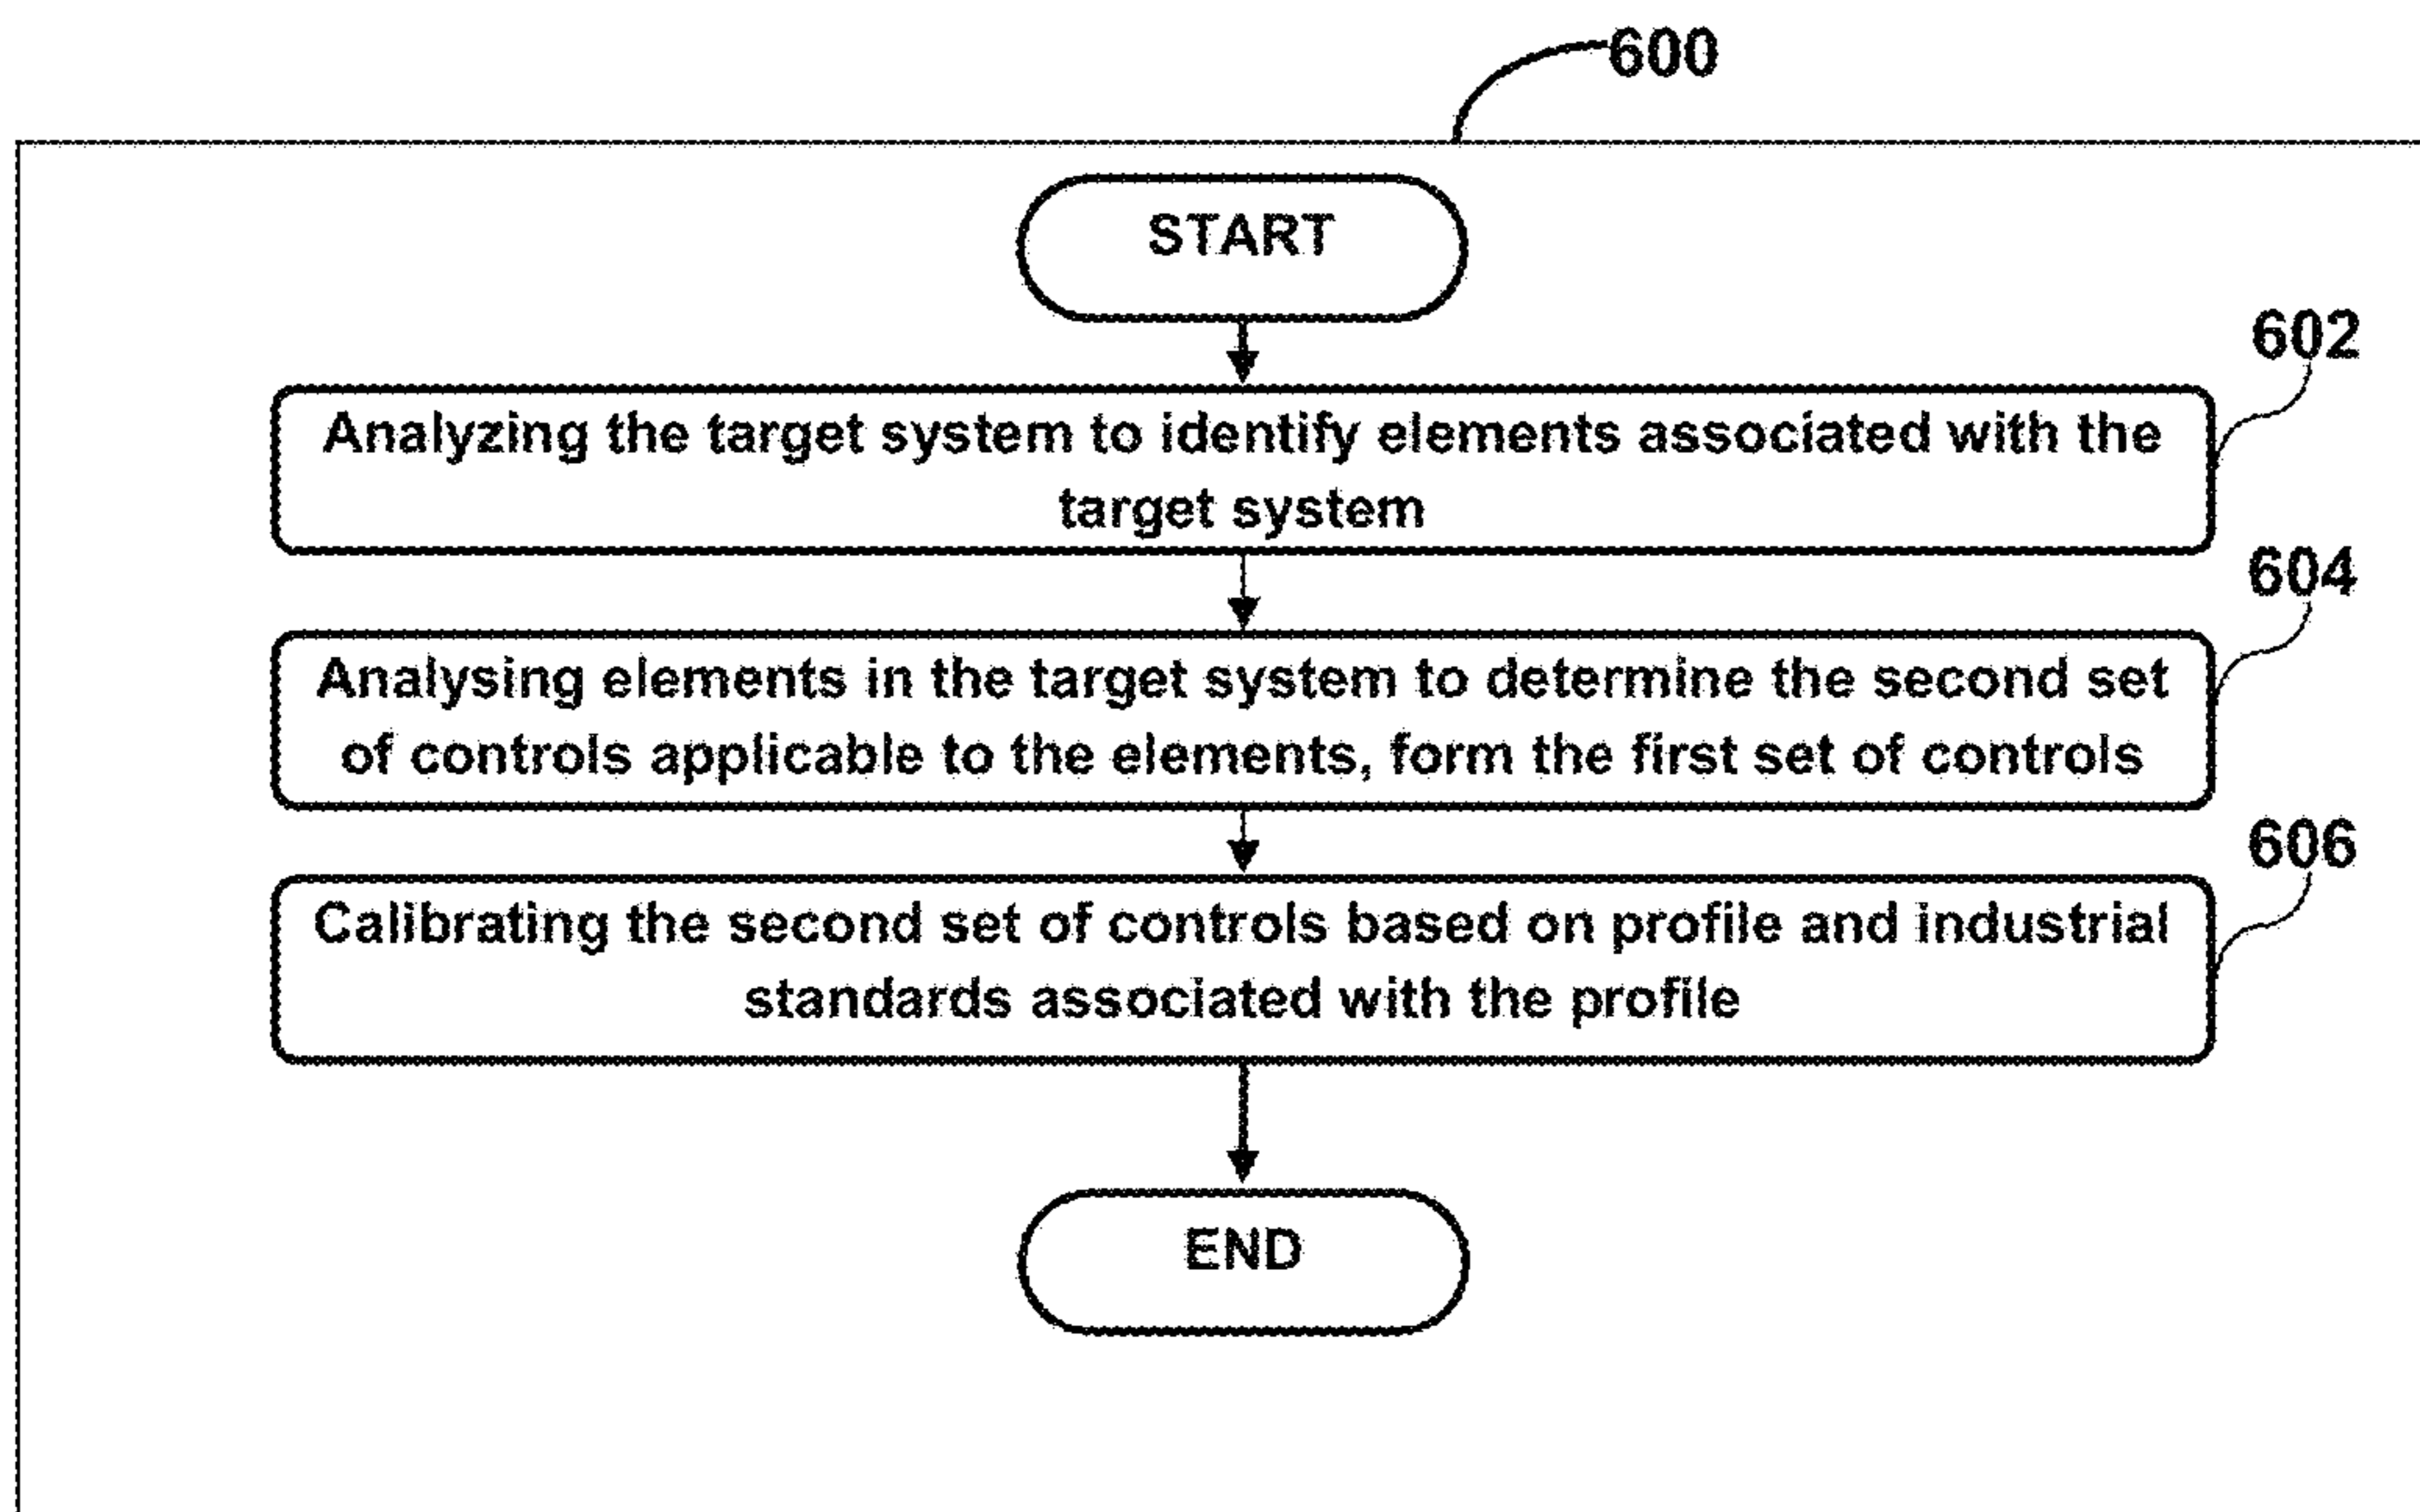 600
START
602
Analyzing the target system to identify elements associated with the
target system
604
Analysing elements in the target system to determine the second set
of controls applicable to the elements, form the first set of controls
606
Calibrating the second set of controls based on profile and industrial
standards associated with the profile
END